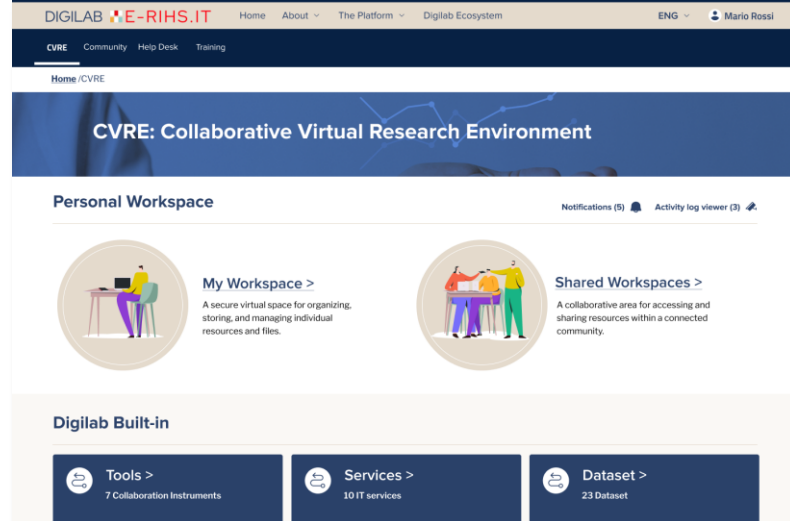 DIGILAB E-RIHS.IT Home About The Platform Digilab Ecosystem ENG Mario Rossi
CVRE Community Help Desk Training
Home /CVRE
CVRE: Collaborative Virtual Research Environment
Personal Workspace
Notifications (5) Activity log viewer (3)
My Workspace >
A secure virtual space for organizing,
storing, and managing individual
resources and files.
Shared Workspaces >
A collaborative area for accessing and
sharing resources within a connected
community.
Digilab Built-in
Tools >
7 Collaboration Instruments
Services >
10 IT services
Dataset >
23 Dataset